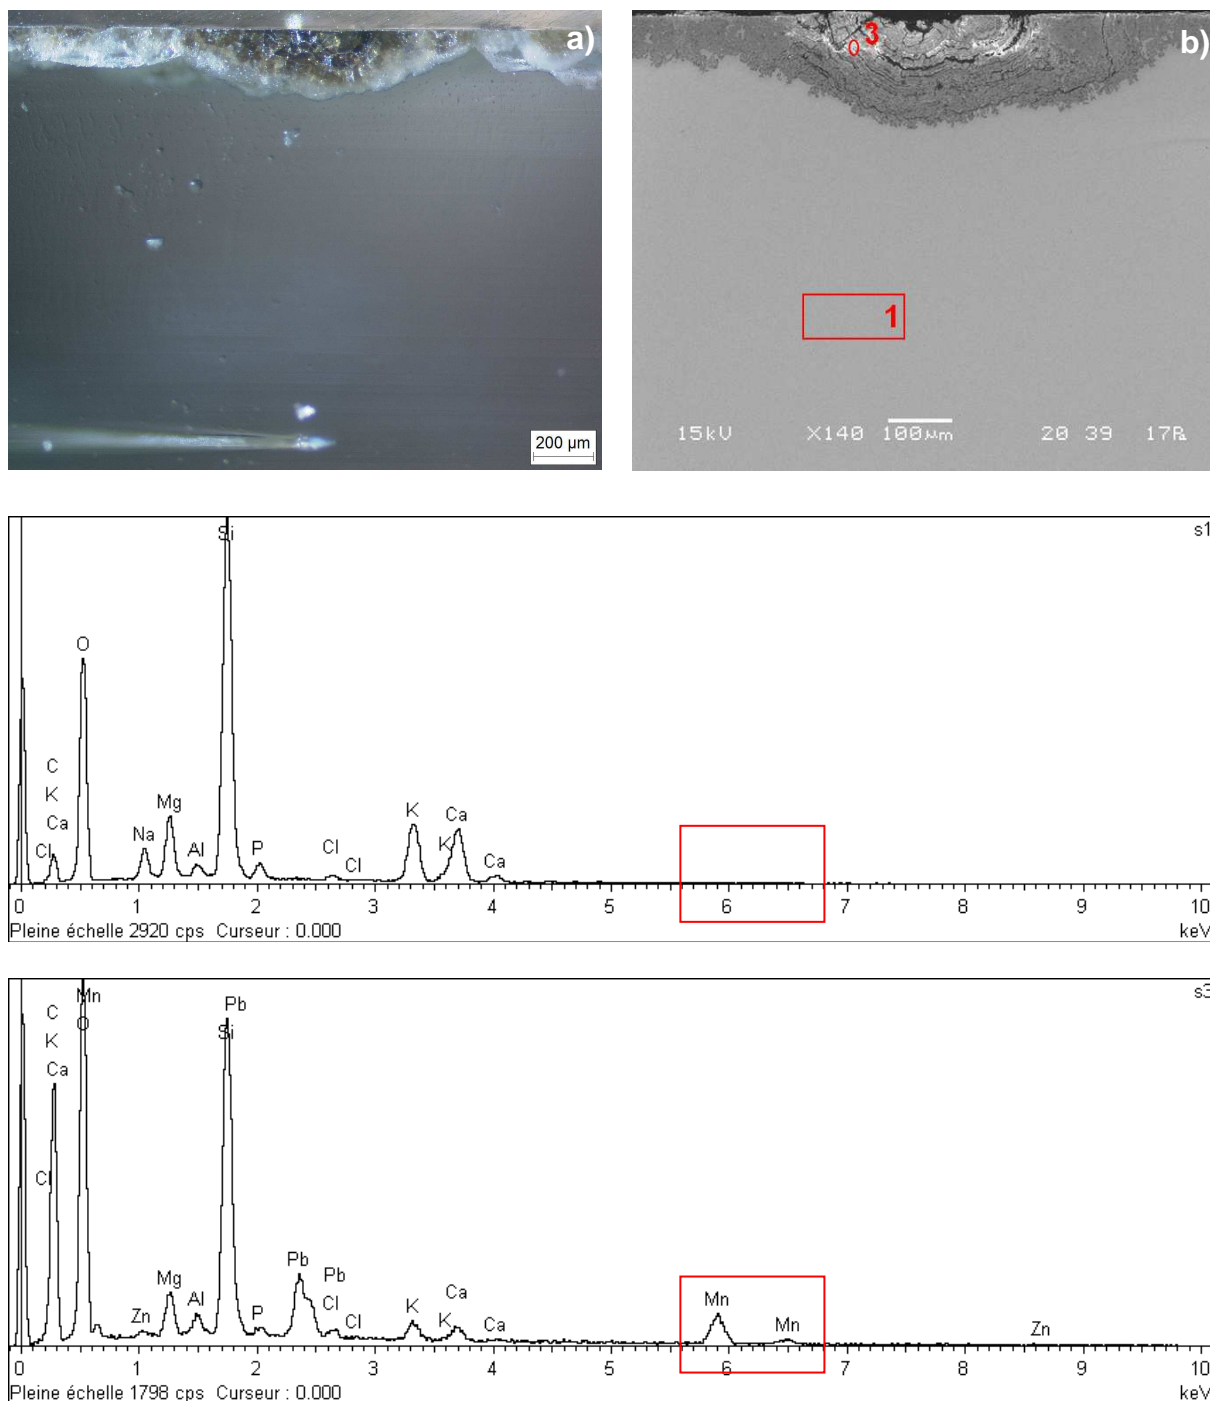 a)
200 µm
b)
3
1
15kV X140 100µm 20 39
s1
Si
O
C
K
Ca
Cl
Na
Mg
Al
P
Cl
Cl
K
K
Ca
Ca
0 1 2 3 4 5 6 7 8 9 10
Pleine échelle 2920 cps Curseur : 0.000 keV
s3
Mn
O
C
K
Ca
Cl
Pb
Si
Zn
Mg
Al
P
Pb
Pb
Cl
Cl
K
K
Ca
Ca
Mn
Mn
Zn
0 1 2 3 4 5 6 7 8 9 10
Pleine échelle 1798 cps Curseur : 0.000 keV